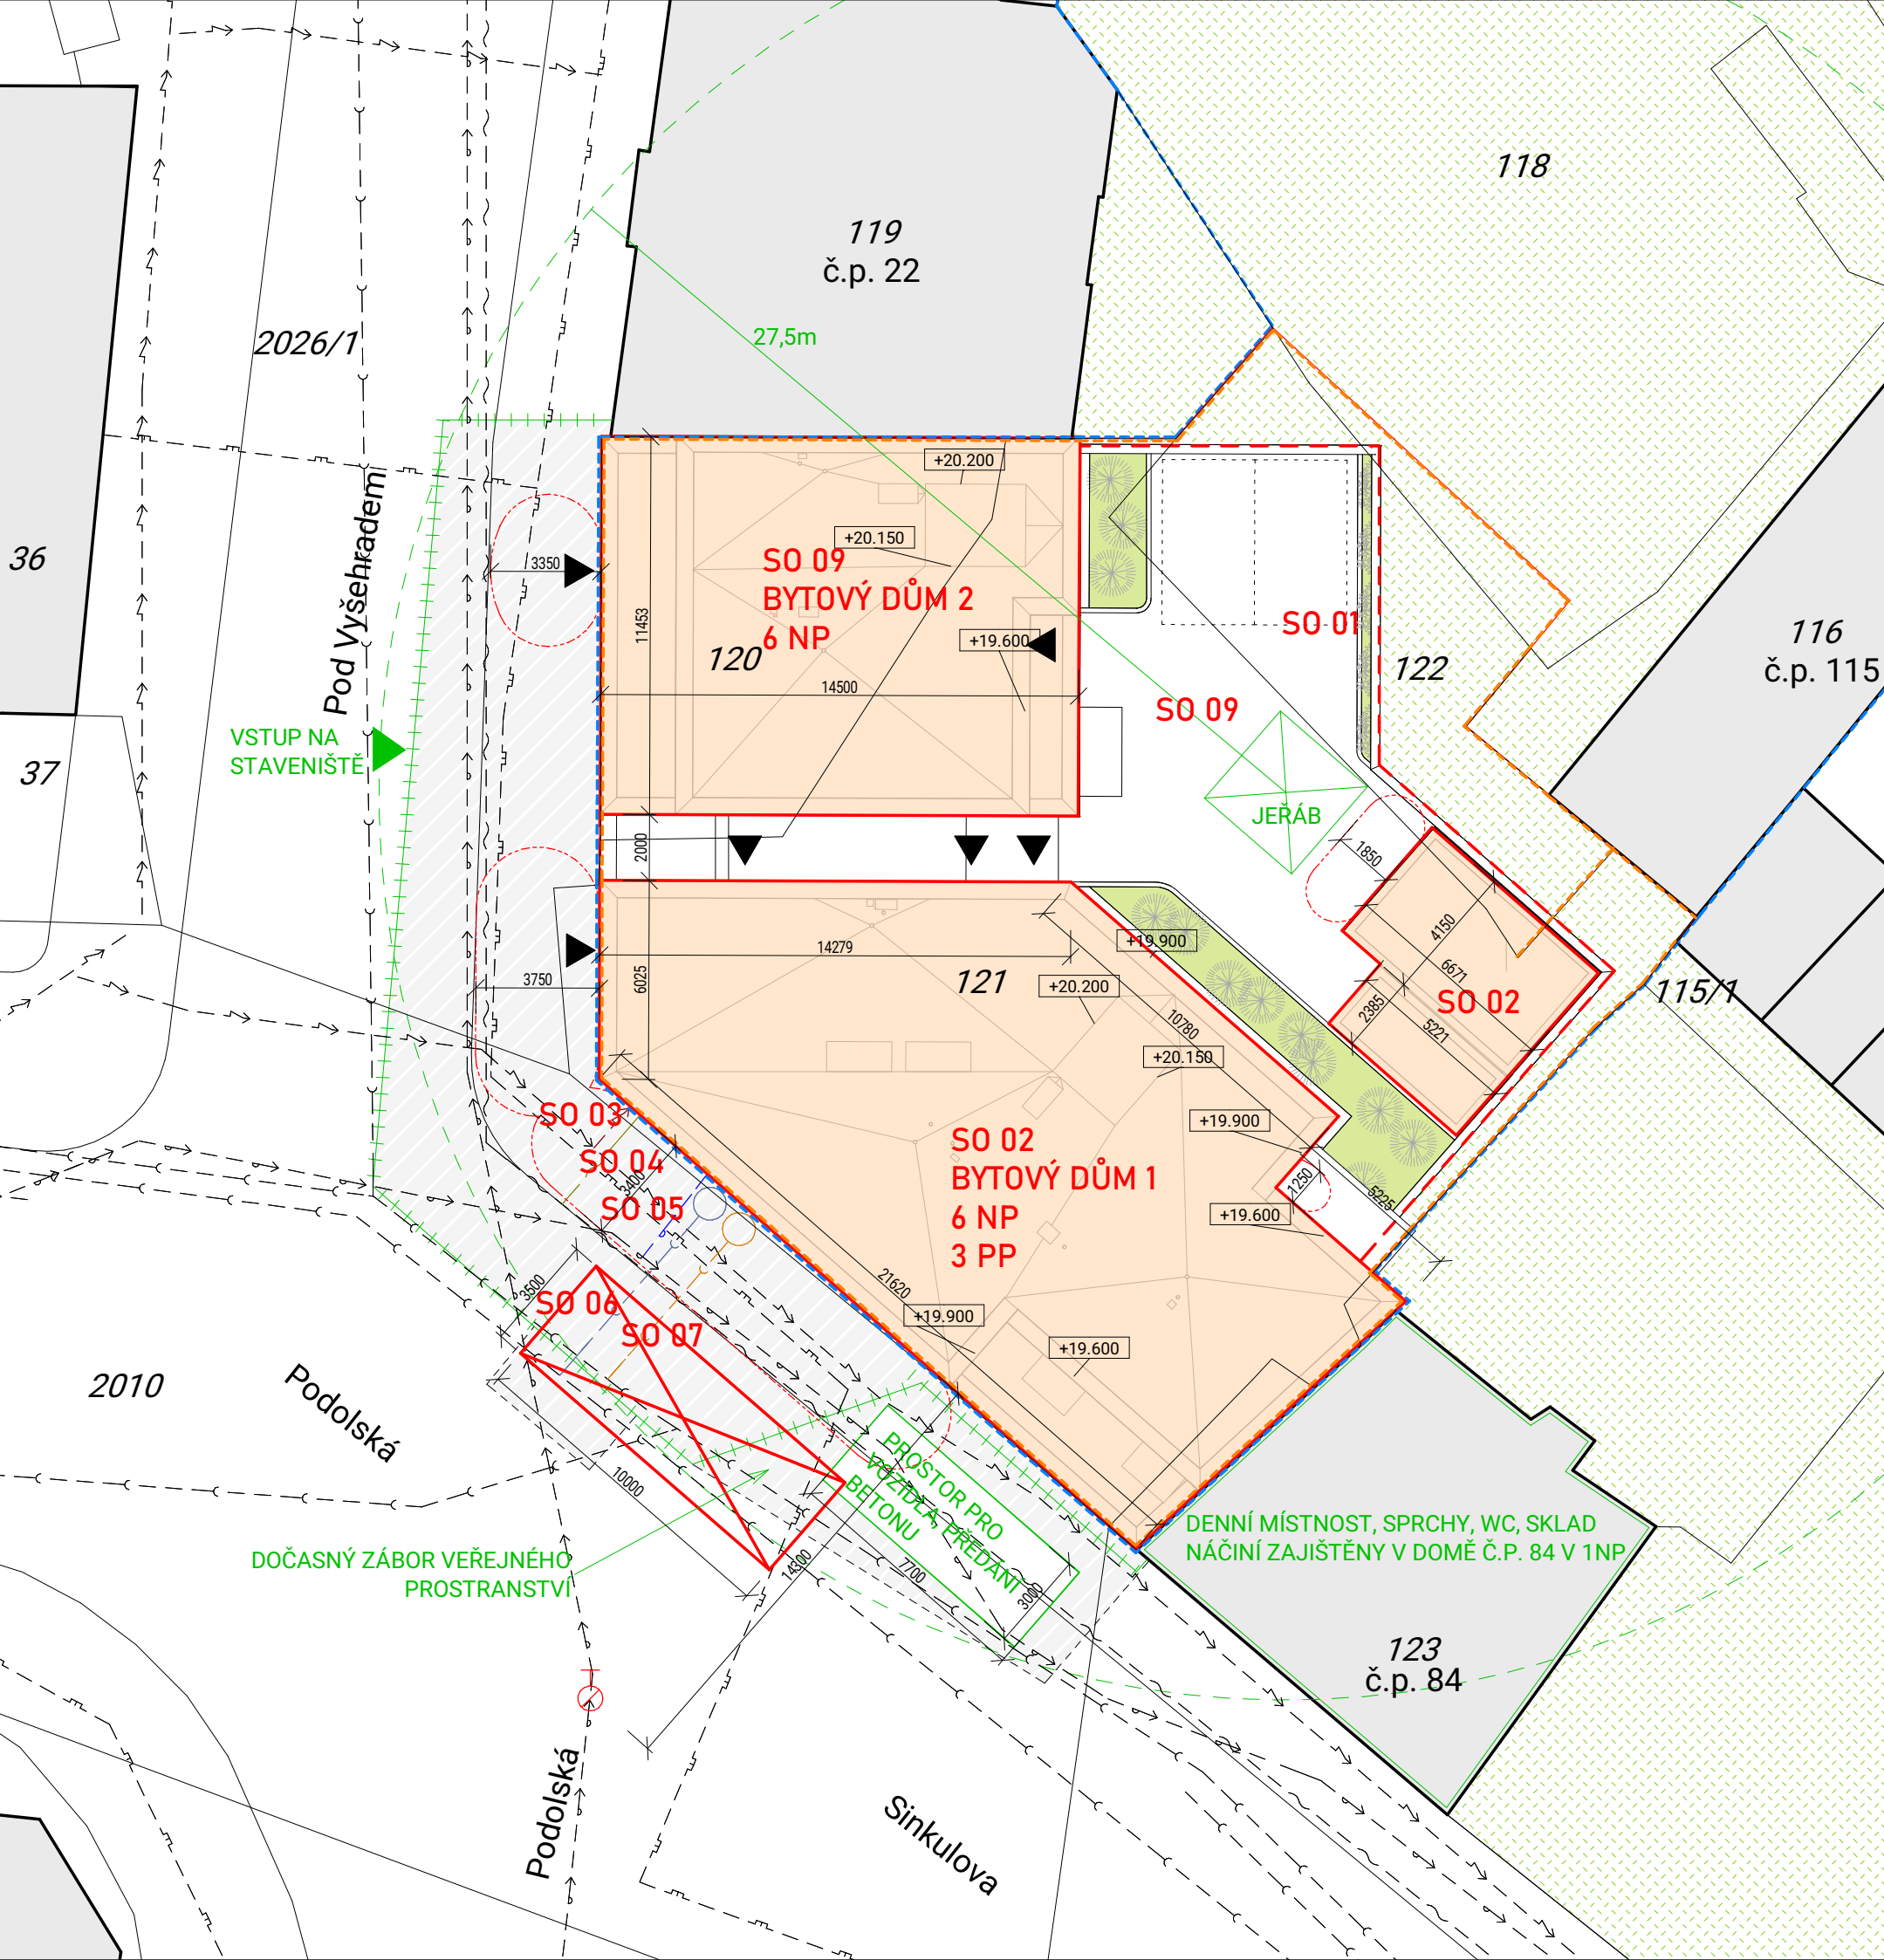 118
119
č.p. 22
2026/1
27,5m
+20.200
36
Pod Vyšehradem
3350
+20.150
SO 09
BYTOVÝ DŮM 2
6 NP
11453
120
+19.600
14500
SO 01
116
č.p. 115
122
SO 09
VSTUP NA
STAVENIŠTĚ
37
JEŘÁB
2000
1850
14279
+19.900
4150
6025
3750
121
+20.200
6671
SO 02
115/1
2385
5221
10780
+20.150
SO 03
+19.900
SO 02
BYTOVÝ DŮM 1
6 NP
3 PP
SO 04
3400
SO 05
1250
5225
+19.600
3500
SO 06
21620
+19.900
SO 07
+19.600
2010
Podolská
10000
PROSTOR PRO
VOZIDLA, PŘEDÁNÍ
BETONU
DENNÍ MÍSTNOST, SPRCHY, WC, SKLAD
NÁČINÍ ZAJIŠTĚNY V DOMĚ Č.P. 84 V 1NP
DOČASNÝ ZÁBOR VEŘEJNÉHO
PROSTRANSTVÍ
14300
7700
3000
123
č.p. 84
Podolská
Sinkulova